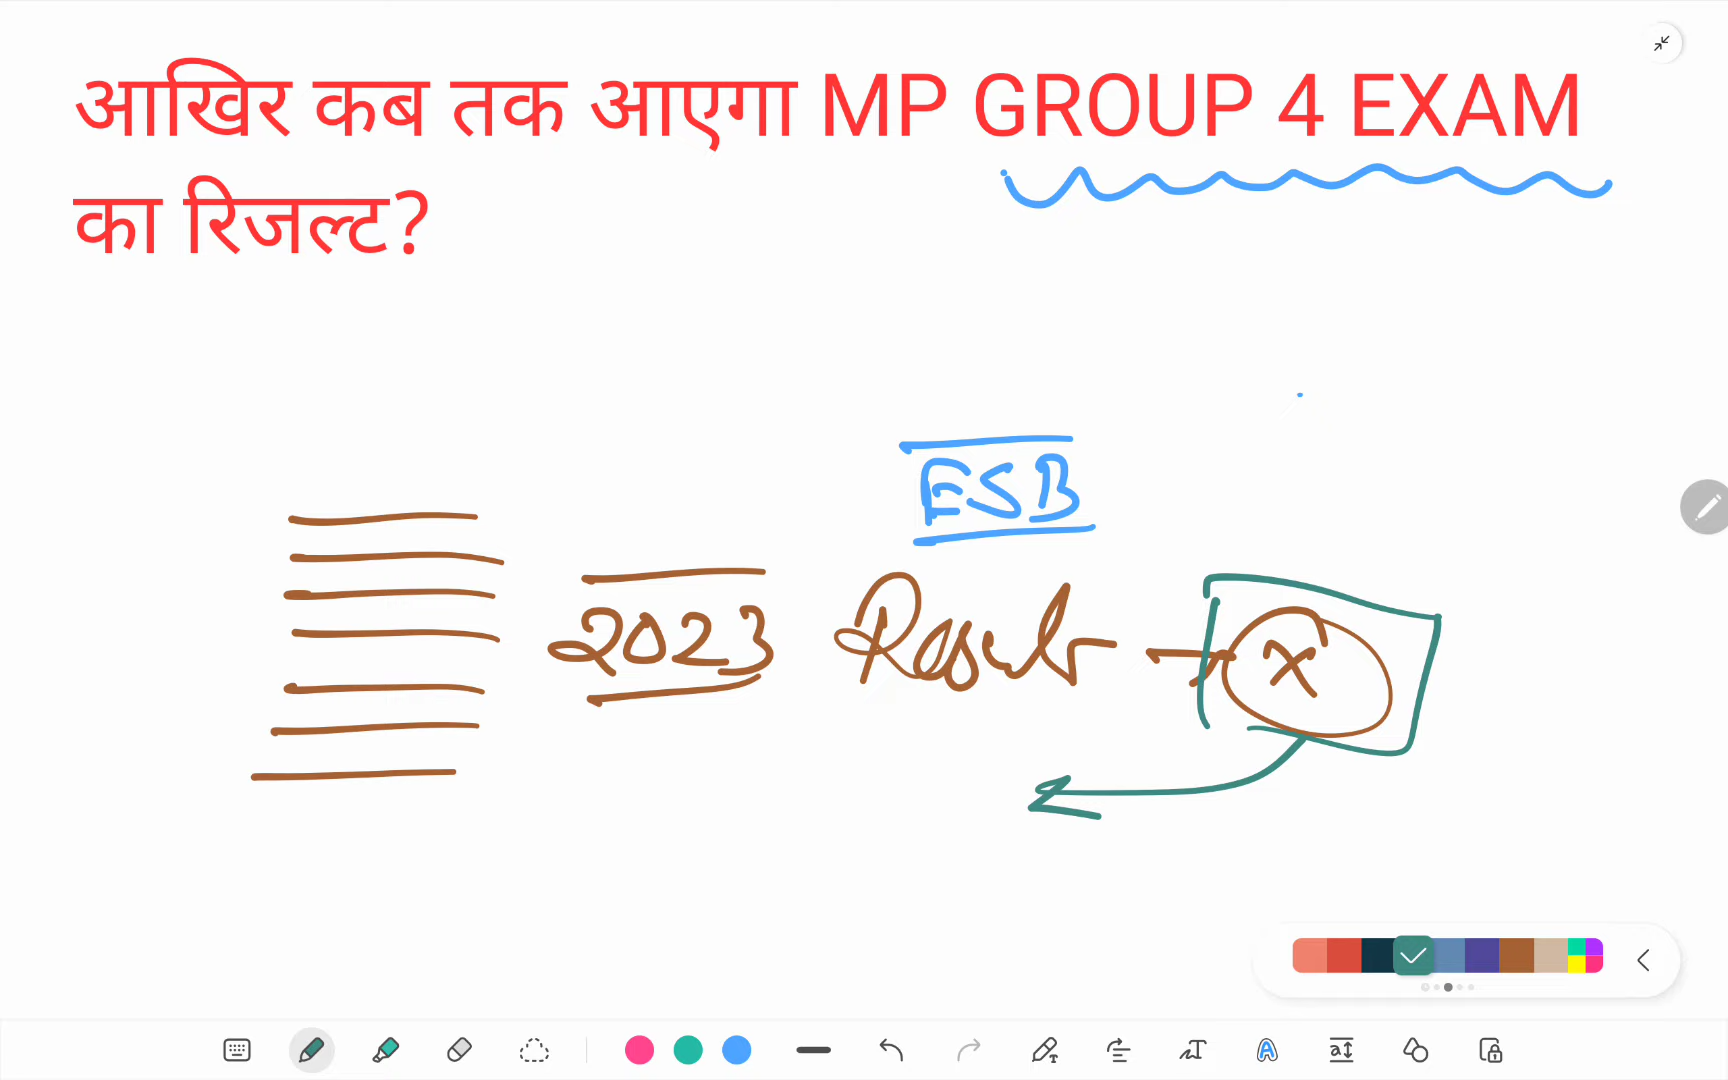 आखिर कब तक आएगा MP GROUP 4 EXAM
का रिजल्ट?
ESB
2023 Result → X